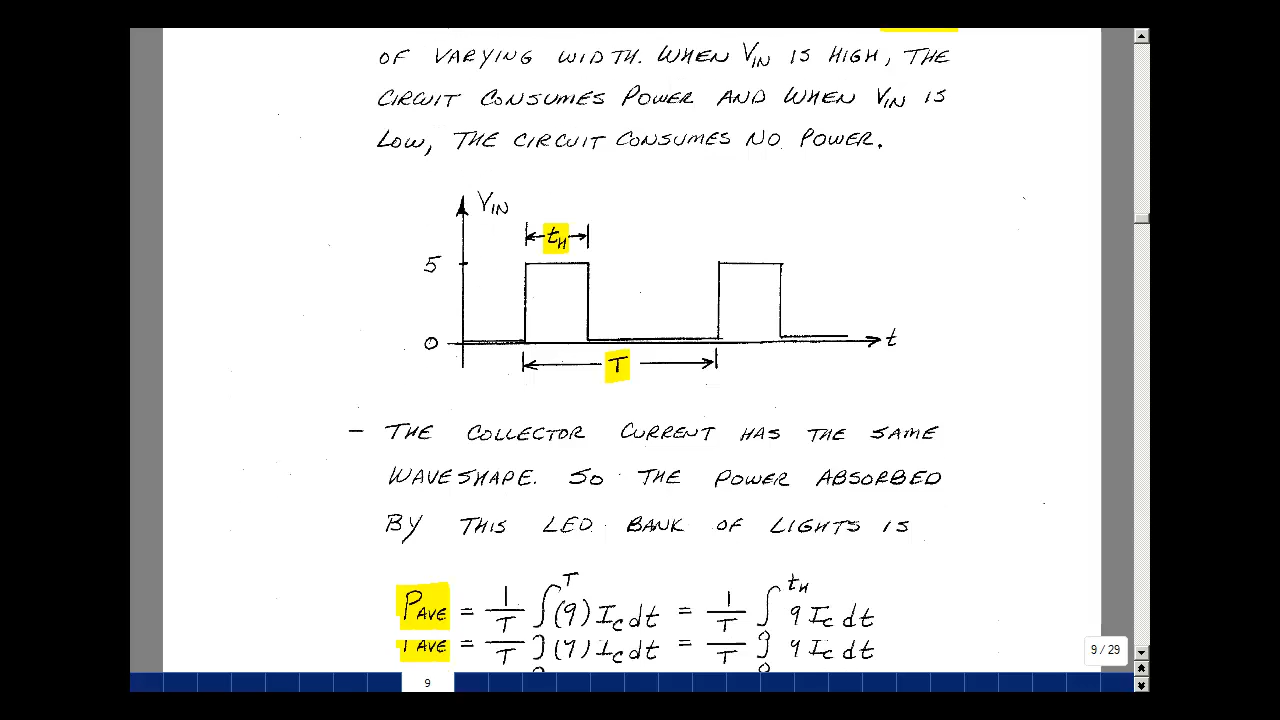 OF VARYING WIDTH. WHEN VIN IS HIGH, THE
CIRCUIT CONSUMES POWER AND WHEN VIN IS
LOW, THE CIRCUIT CONSUMES NO POWER.
VIN
tH
5
0
t
T
– THE COLLECTOR CURRENT HAS THE SAME
WAVESHAPE. SO THE POWER ABSORBED
BY THIS LED BANK OF LIGHTS IS
PAVE = 1/T ∫ T (9) Ic dt = 1/T ∫ 0 tH 9 Ic dt
9 / 29
9